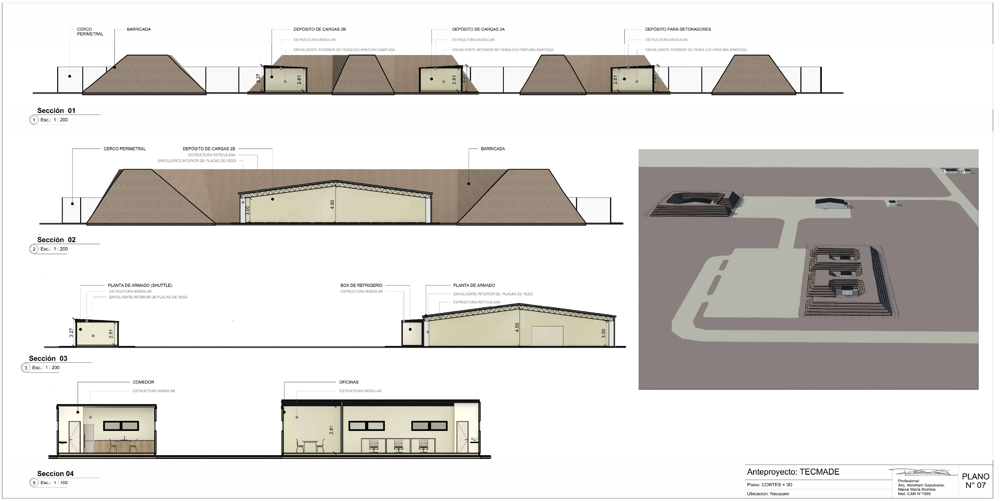 CERCO
PERIMETRAL
BARRICADA
DEPÓSITO DE CARGAS 2B
ESTRUCTURA MODULAR
ENVOLVENTE INTERIOR DE FENOLICO+PINTURA IGNIFUGA
DEPÓSITO DE CARGAS 2A
ESTRUCTURA MODULAR
ENVOLVENTE INTERIOR DE FENOLICO+PINTURA IGNIFUGA
DEPÓSITO PARA DETONADORES
ESTRUCTURA MODULAR
ENVOLVENTE INTERIOR DE FENOLICO+PINTURA IGNIFUGA
3.27
2.81
2.81
3.27
2.81
3.27
Sección 01
1 Esc.: 1 : 200
CERCO PERIMETRAL
DEPÓSITO DE CARGAS 2B
ESTRUCTURA RETICULADA
ENVOLVENTE INTERIOR DE PLACAS DE YESO
BARRICADA
3.00
4.50
Sección 02
2 Esc.: 1 : 200
PLANTA DE ARMADO (SHUTTLE)
ESTRUCTURA MODULAR
ENVOLVENTE INTERIOR DE PLACAS DE YESO
BOX DE REFRIGERIO
ESTRUCTURA MODULAR
PLANTA DE ARMADO
ENVOLVENTE INTERIOR DE PLACAS DE YESO
ESTRUCTURA RETICULADA
3.27
2.81
4.50
3.00
Sección 03
3 Esc.: 1 : 200
COMEDOR
ESTRUCTURA MODULAR
OFICINAS
ESTRUCTURA MODULAR
2.81
Seccion 04
5 Esc.: 1 : 100
Anteproyecto: TECMADE
Plano: CORTES + 3D
Ubicacion: Neuquen
Profesional:
Arq. Abraham Sepulveda,
Maive Maria Romina
Mat. CAN N°1965
PLANO
N° 07